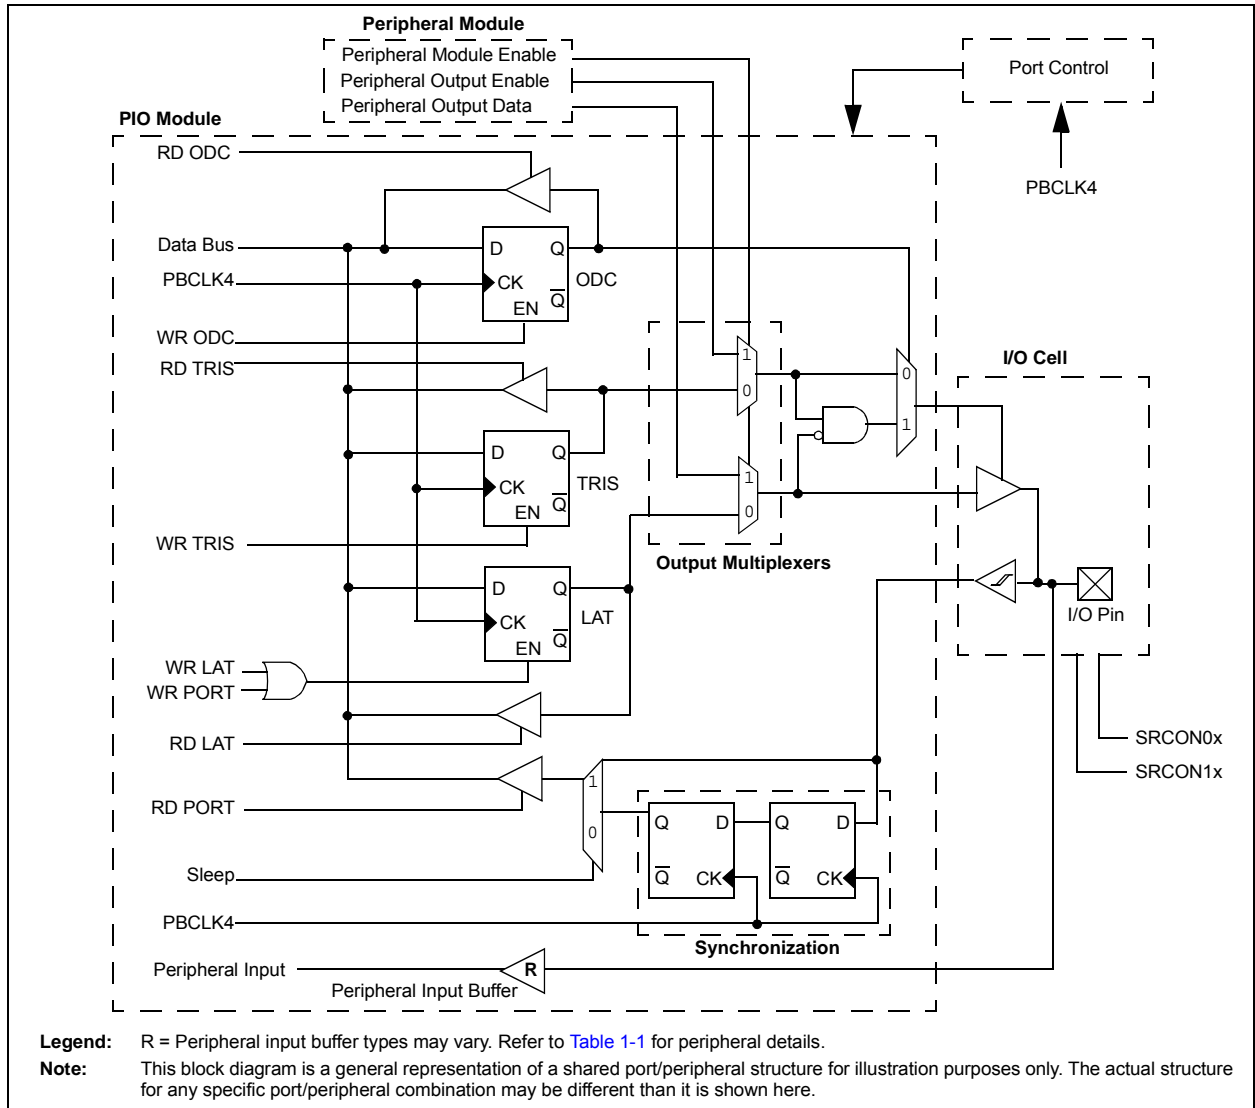 Peripheral Module
Peripheral Module Enable
Peripheral Output Enable
Peripheral Output Data
Port Control
PBCLK4
PIO Module
RD ODC
Data Bus
D
Q
PBCLK4
CK
ODC
Q̅
EN
WR ODC
RD TRIS
1
0
0
1
I/O Cell
D
Q
CK
TRIS
Q̅
EN
WR TRIS
1
0
Output Multiplexers
D
Q
CK
LAT
Q̅
EN
I/O Pin
WR LAT
WR PORT
RD LAT
SRCON0x
SRCON1x
RD PORT
1
0
Q
D
Q̅
CK
Q
D
Q̅
CK
Sleep
PBCLK4
Synchronization
Peripheral Input
R
Peripheral Input Buffer
Legend: R = Peripheral input buffer types may vary. Refer to Table 1-1 for peripheral details.
Note: This block diagram is a general representation of a shared port/peripheral structure for illustration purposes only. The actual structure
for any specific port/peripheral combination may be different than it is shown here.